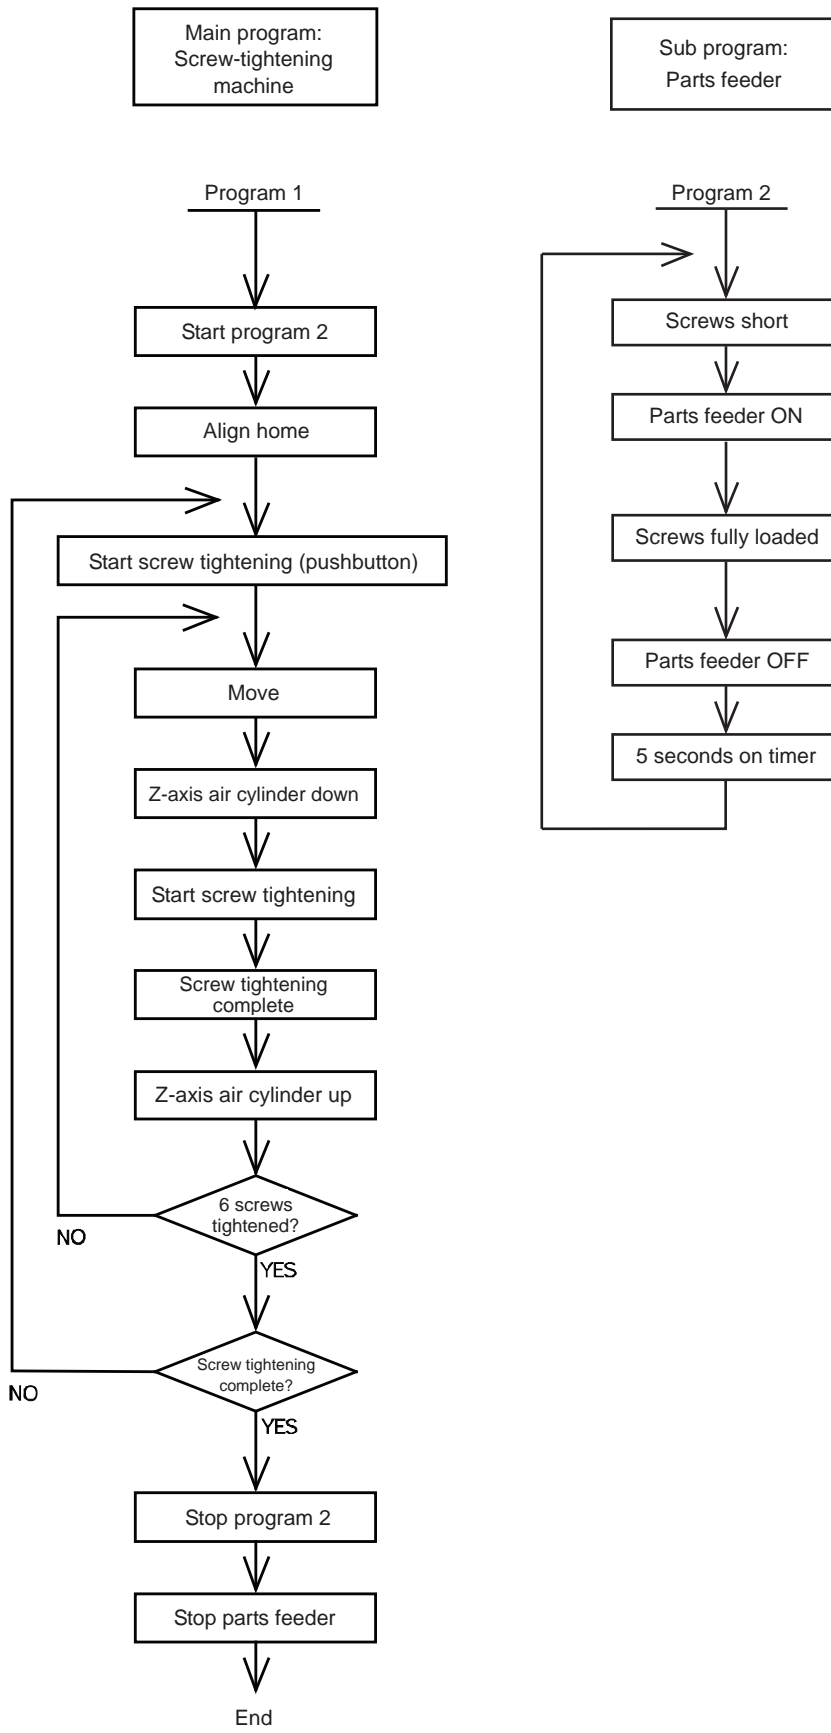 Main program:
Screw-tightening
machine
Program 1
Start program 2
Align home
Start screw tightening (pushbutton)
Move
Z-axis air cylinder down
Start screw tightening
Screw tightening
complete
Z-axis air cylinder up
6 screws
tightened?
NO
YES
Screw tightening
complete?
NO
YES
Stop program 2
Stop parts feeder
End
Sub program:
Parts feeder
Program 2
Screws short
Parts feeder ON
Screws fully loaded
Parts feeder OFF
5 seconds on timer